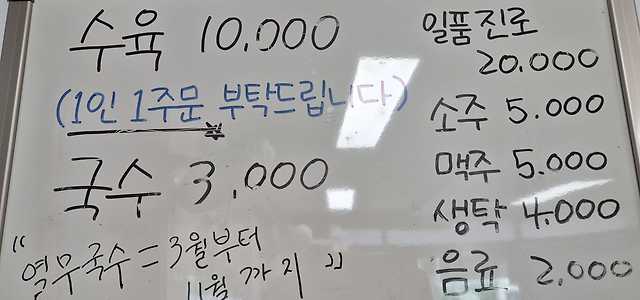 수육 10.000
(1인 1주문 부탁드립니다)
국수 3.000
"열무국수 = 3월부터
11월 까지"
일품진로
20.000
소주 5.000
맥주 5.000
생탁 4.000
음료 2.000